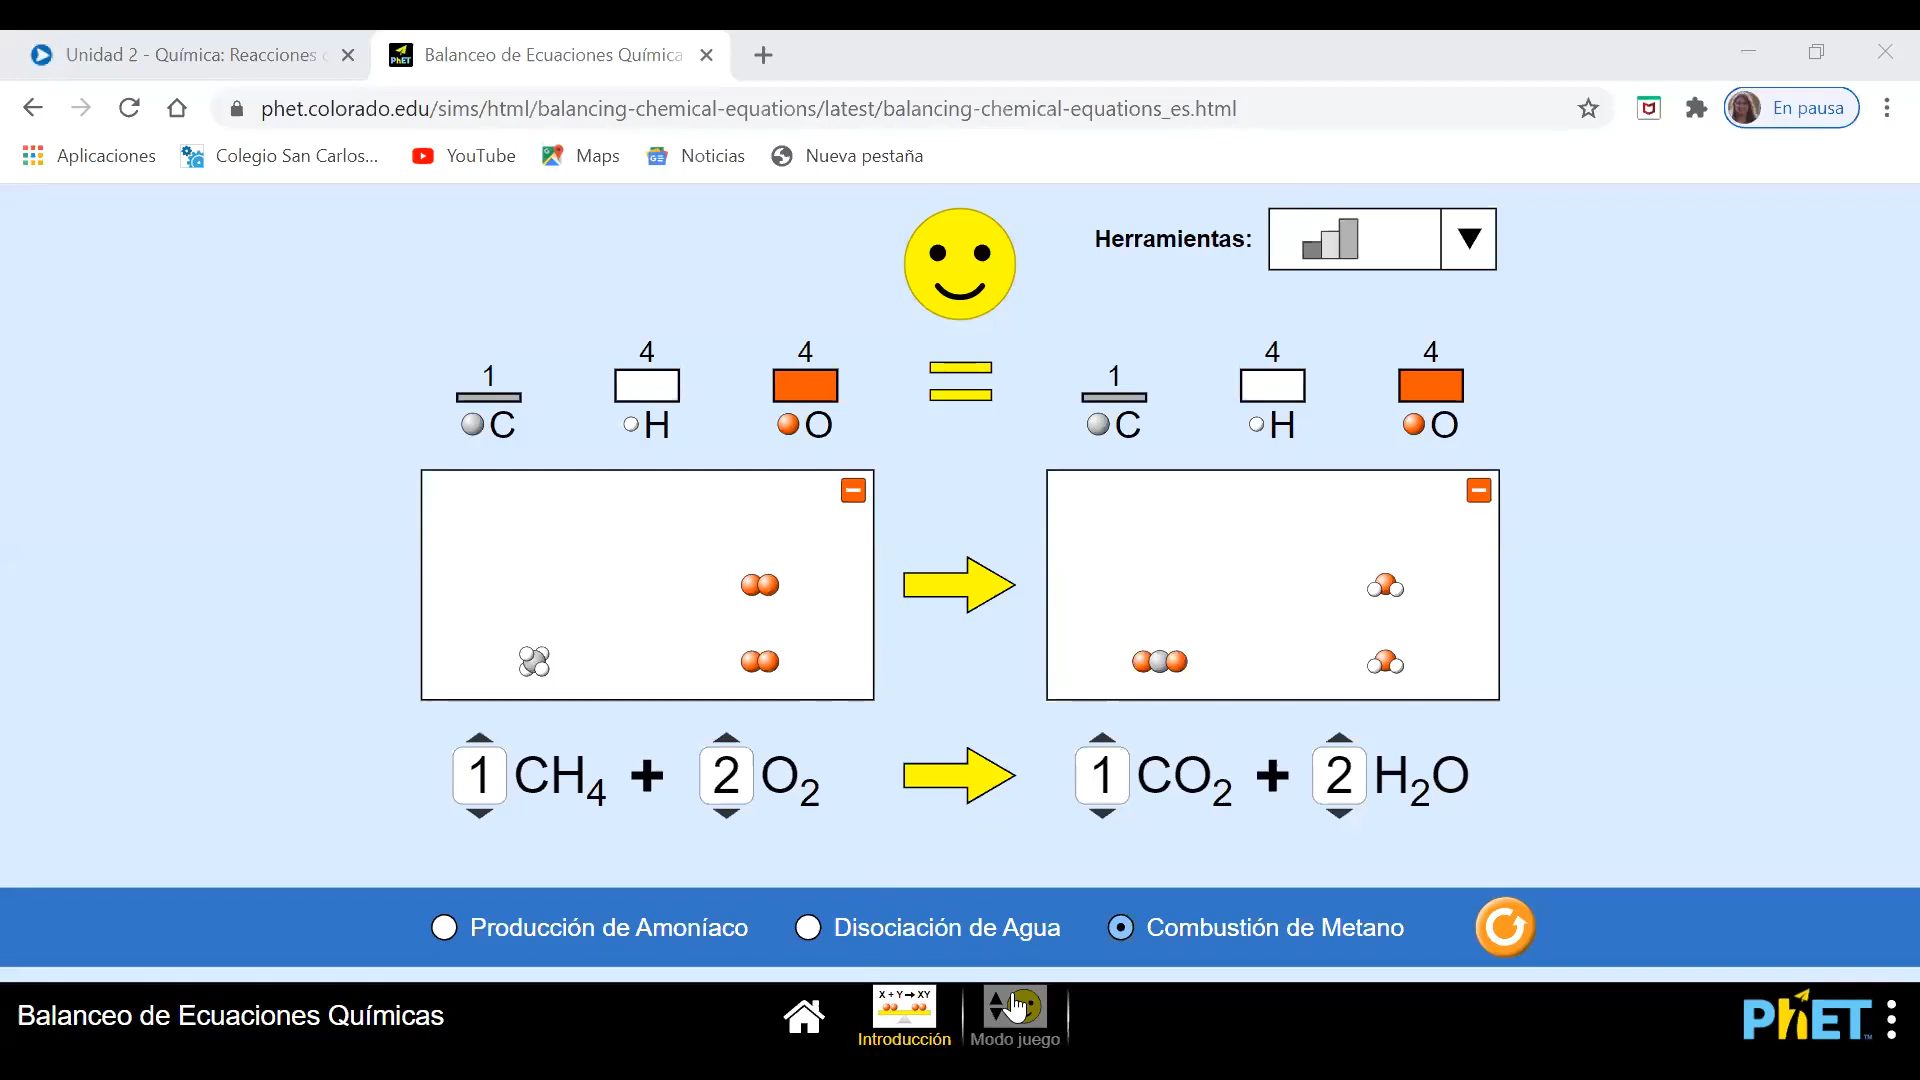 Unidad 2 - Química: Reacciones
Balanceo de Ecuaciones Química
phet.colorado.edu/sims/html/balancing-chemical-equations/latest/balancing-chemical-equations_es.html
En pausa
Aplicaciones
Colegio San Carlos...
YouTube
Maps
Noticias
Nueva pestaña
Herramientas:
1 4 4 1 4 4
C H O = C H O
1 CH₄ + 2 O₂ 1 CO₂ + 2 H₂O
Producción de Amoníaco
Disociación de Agua
Combustión de Metano
Balanceo de Ecuaciones Químicas
X + Y → XY
Introducción
Modo juego
PhET